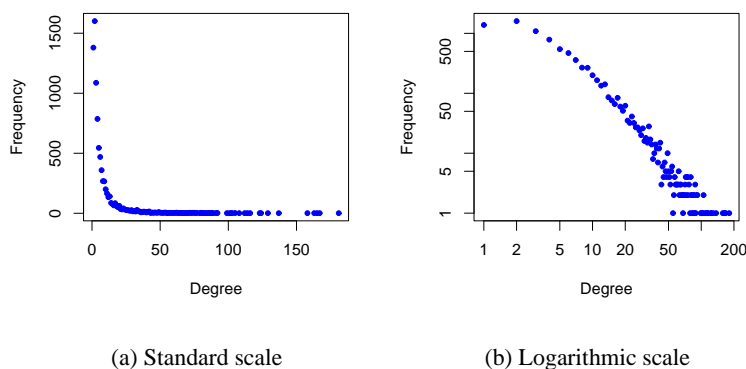 0 50 100 150
0 500 1000 1500
Degree
Frequency
(a) Standard scale
1 2 5 10 20 50 200
1 5 50 500
Degree
Frequency
(b) Logarithmic scale